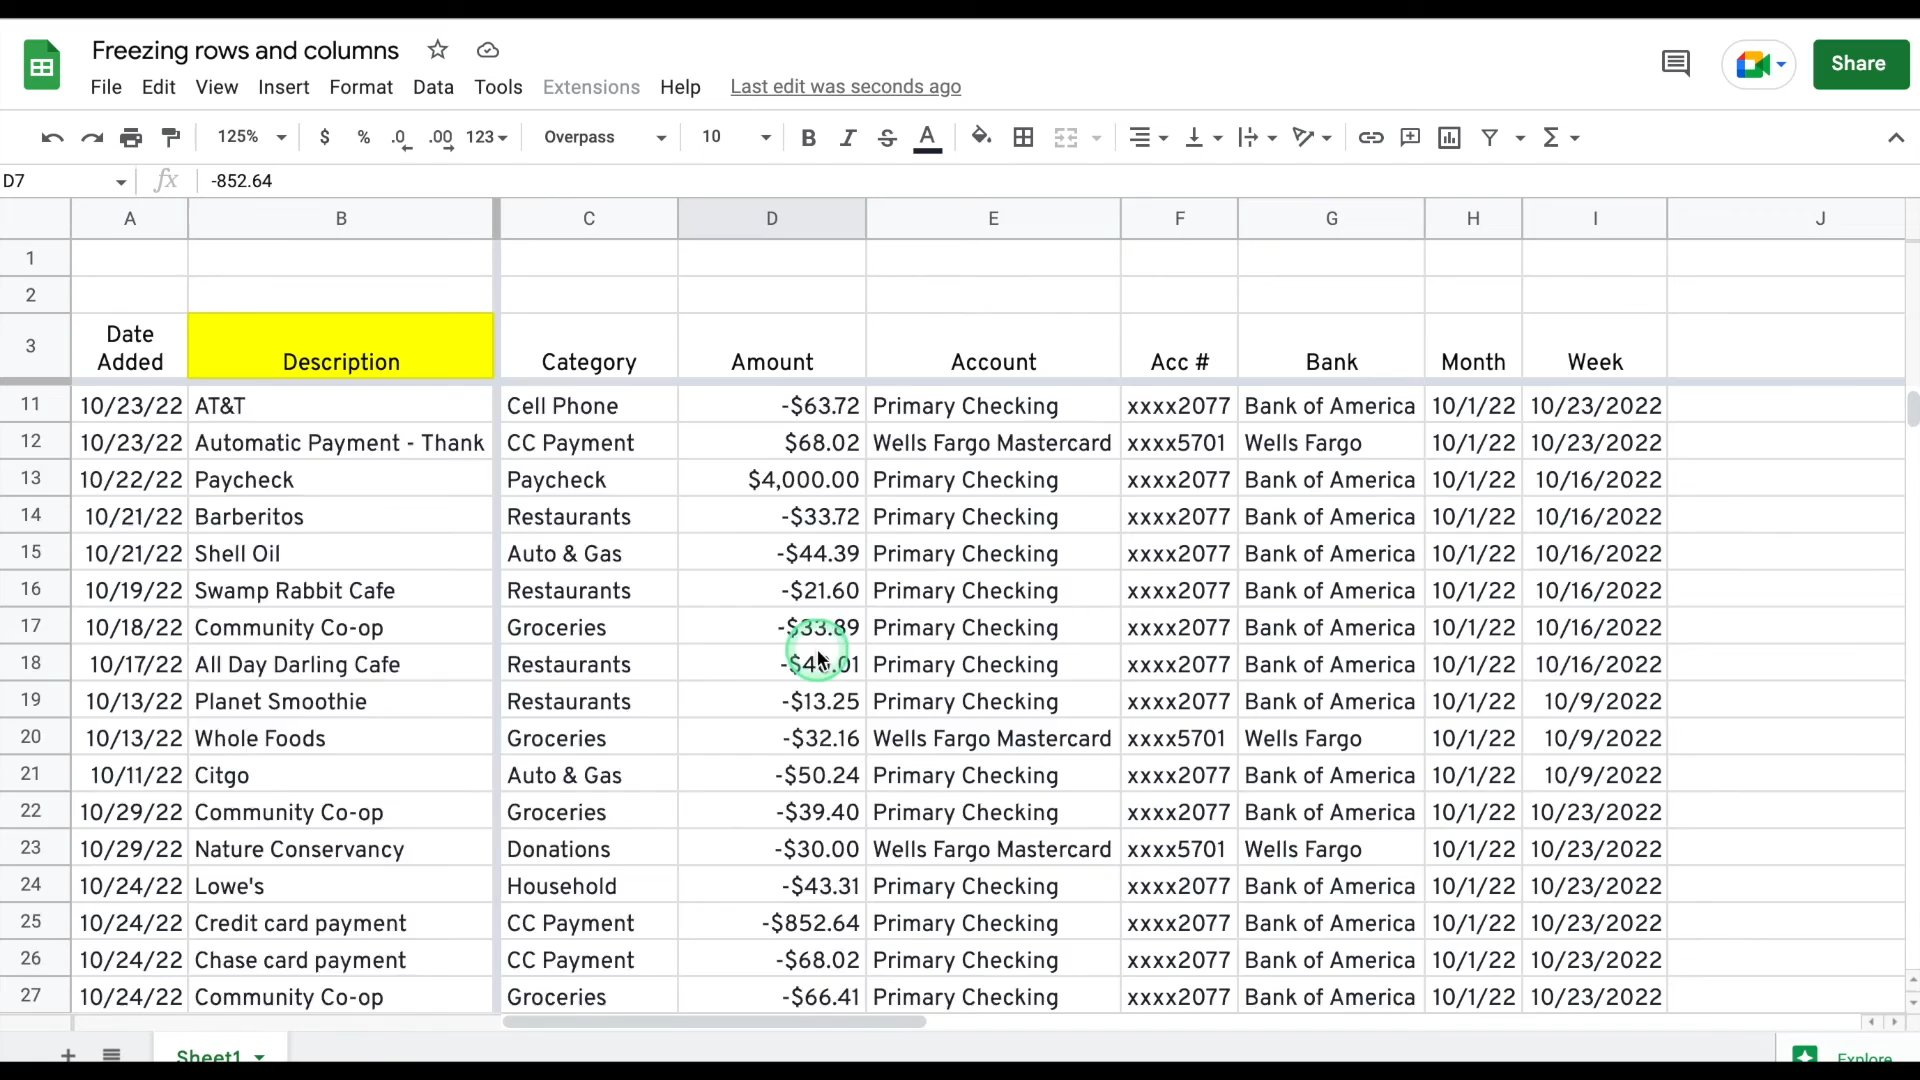 Freezing rows and columns
File Edit View Insert Format Data Tools Extensions Help Last edit was seconds ago
Share
125% $ % .0 .00 123 Overpass 10 B I S A
D7 fx -852.64
A B C D E F G H I J
1
2
3 Date Added Description Category Amount Account Acc # Bank Month Week
11 10/23/22 AT&T Cell Phone -$63.72 Primary Checking xxxx2077 Bank of America 10/1/22 10/23/2022
12 10/23/22 Automatic Payment - Thank CC Payment $68.02 Wells Fargo Mastercard xxxx5701 Wells Fargo 10/1/22 10/23/2022
13 10/22/22 Paycheck Paycheck $4,000.00 Primary Checking xxxx2077 Bank of America 10/1/22 10/16/2022
14 10/21/22 Barberitos Restaurants -$33.72 Primary Checking xxxx2077 Bank of America 10/1/22 10/16/2022
15 10/21/22 Shell Oil Auto & Gas -$44.39 Primary Checking xxxx2077 Bank of America 10/1/22 10/16/2022
16 10/19/22 Swamp Rabbit Cafe Restaurants -$21.60 Primary Checking xxxx2077 Bank of America 10/1/22 10/16/2022
17 10/18/22 Community Co-op Groceries -$33.89 Primary Checking xxxx2077 Bank of America 10/1/22 10/16/2022
18 10/17/22 All Day Darling Cafe Restaurants Primary Checking xxxx2077 Bank of America 10/1/22 10/16/2022
19 10/13/22 Planet Smoothie Restaurants -$13.25 Primary Checking xxxx2077 Bank of America 10/1/22 10/9/2022
20 10/13/22 Whole Foods Groceries -$32.16 Wells Fargo Mastercard xxxx5701 Wells Fargo 10/1/22 10/9/2022
21 10/11/22 Citgo Auto & Gas -$50.24 Primary Checking xxxx2077 Bank of America 10/1/22 10/9/2022
22 10/29/22 Community Co-op Groceries -$39.40 Primary Checking xxxx2077 Bank of America 10/1/22 10/23/2022
23 10/29/22 Nature Conservancy Donations -$30.00 Wells Fargo Mastercard xxxx5701 Wells Fargo 10/1/22 10/23/2022
24 10/24/22 Lowe's Household -$43.31 Primary Checking xxxx2077 Bank of America 10/1/22 10/23/2022
25 10/24/22 Credit card payment CC Payment -$852.64 Primary Checking xxxx2077 Bank of America 10/1/22 10/23/2022
26 10/24/22 Chase card payment CC Payment -$68.02 Primary Checking xxxx2077 Bank of America 10/1/22 10/23/2022
27 10/24/22 Community Co-op Groceries -$66.41 Primary Checking xxxx2077 Bank of America 10/1/22 10/23/2022
Sheet1 Explore